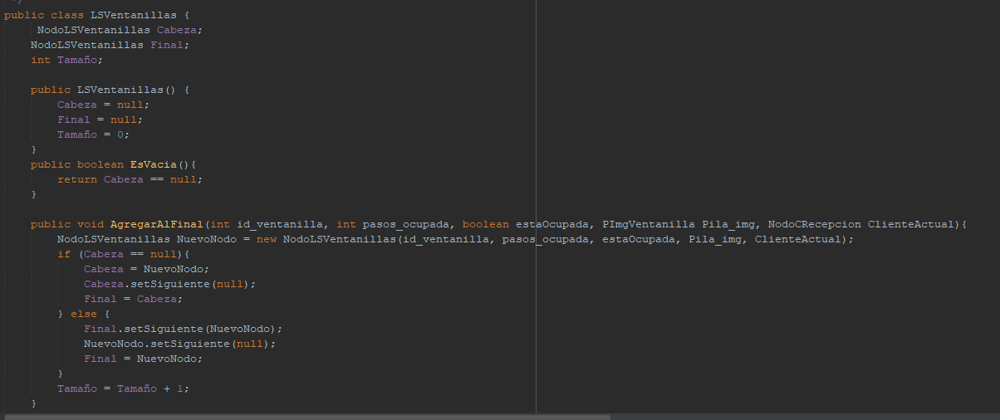 */
public class LSVentanillas {
     NodoLSVentanillas Cabeza;
    NodoLSVentanillas Final;
    int Tamaño;

    public LSVentanillas() {
        Cabeza = null;
        Final = null;
        Tamaño = 0;
    }
    public boolean EsVacia(){
        return Cabeza == null;
    }

    public void AgregarAlFinal(int id_ventanilla, int pasos_ocupada, boolean estaOcupada, PImgVentanilla Pila_img, NodoCRecepcion ClienteActual){
        NodoLSVentanillas NuevoNodo = new NodoLSVentanillas(id_ventanilla, pasos_ocupada, estaOcupada, Pila_img, ClienteActual);
        if (Cabeza == null){
            Cabeza = NuevoNodo;
            Cabeza.setSiguiente(null);
            Final = Cabeza;
        } else {
            Final.setSiguiente(NuevoNodo);
            NuevoNodo.setSiguiente(null);
            Final = NuevoNodo;
        }
        Tamaño = Tamaño + 1;
    }